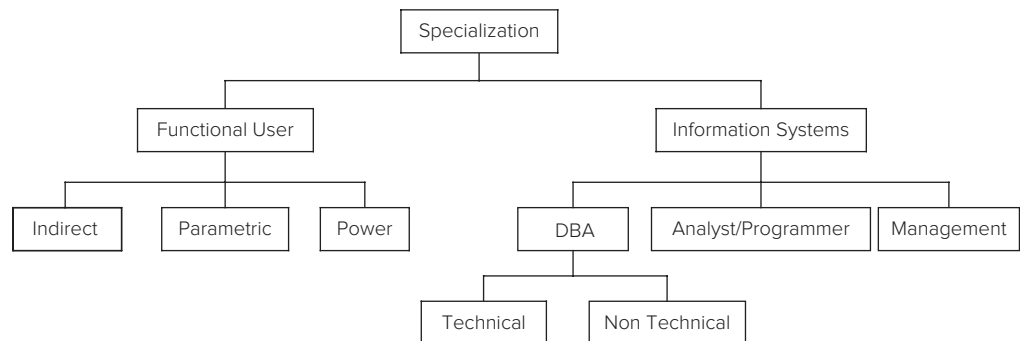 Specialization
Functional User
Information Systems
Indirect
Parametric
Power
DBA
Analyst/Programmer
Management
Technical
Non Technical